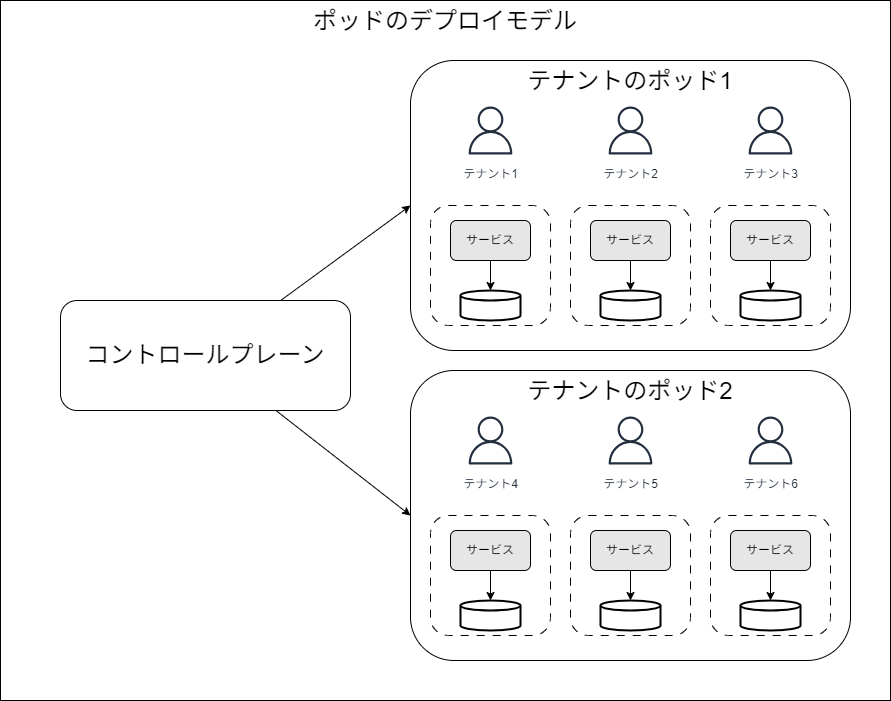 ポッドのデプロイモデル
テナントのポッド1
テナント1
テナント2
テナント3
サービス
サービス
サービス
コントロールプレーン
テナントのポッド2
テナント4
テナント5
テナント6
サービス
サービス
サービス